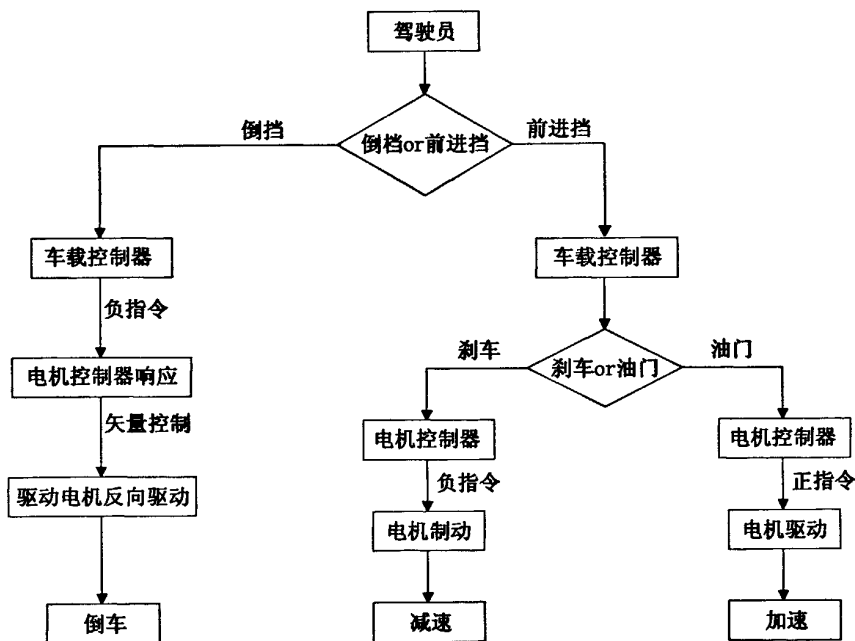 驾驶员
倒挡
倒档or前进挡
前进挡
车载控制器
车载控制器
负指令
刹车
刹车or油门
油门
电机控制器响应
矢量控制
电机控制器
电机控制器
负指令
正指令
驱动电机反向驱动
电机制动
电机驱动
倒车
减速
加速